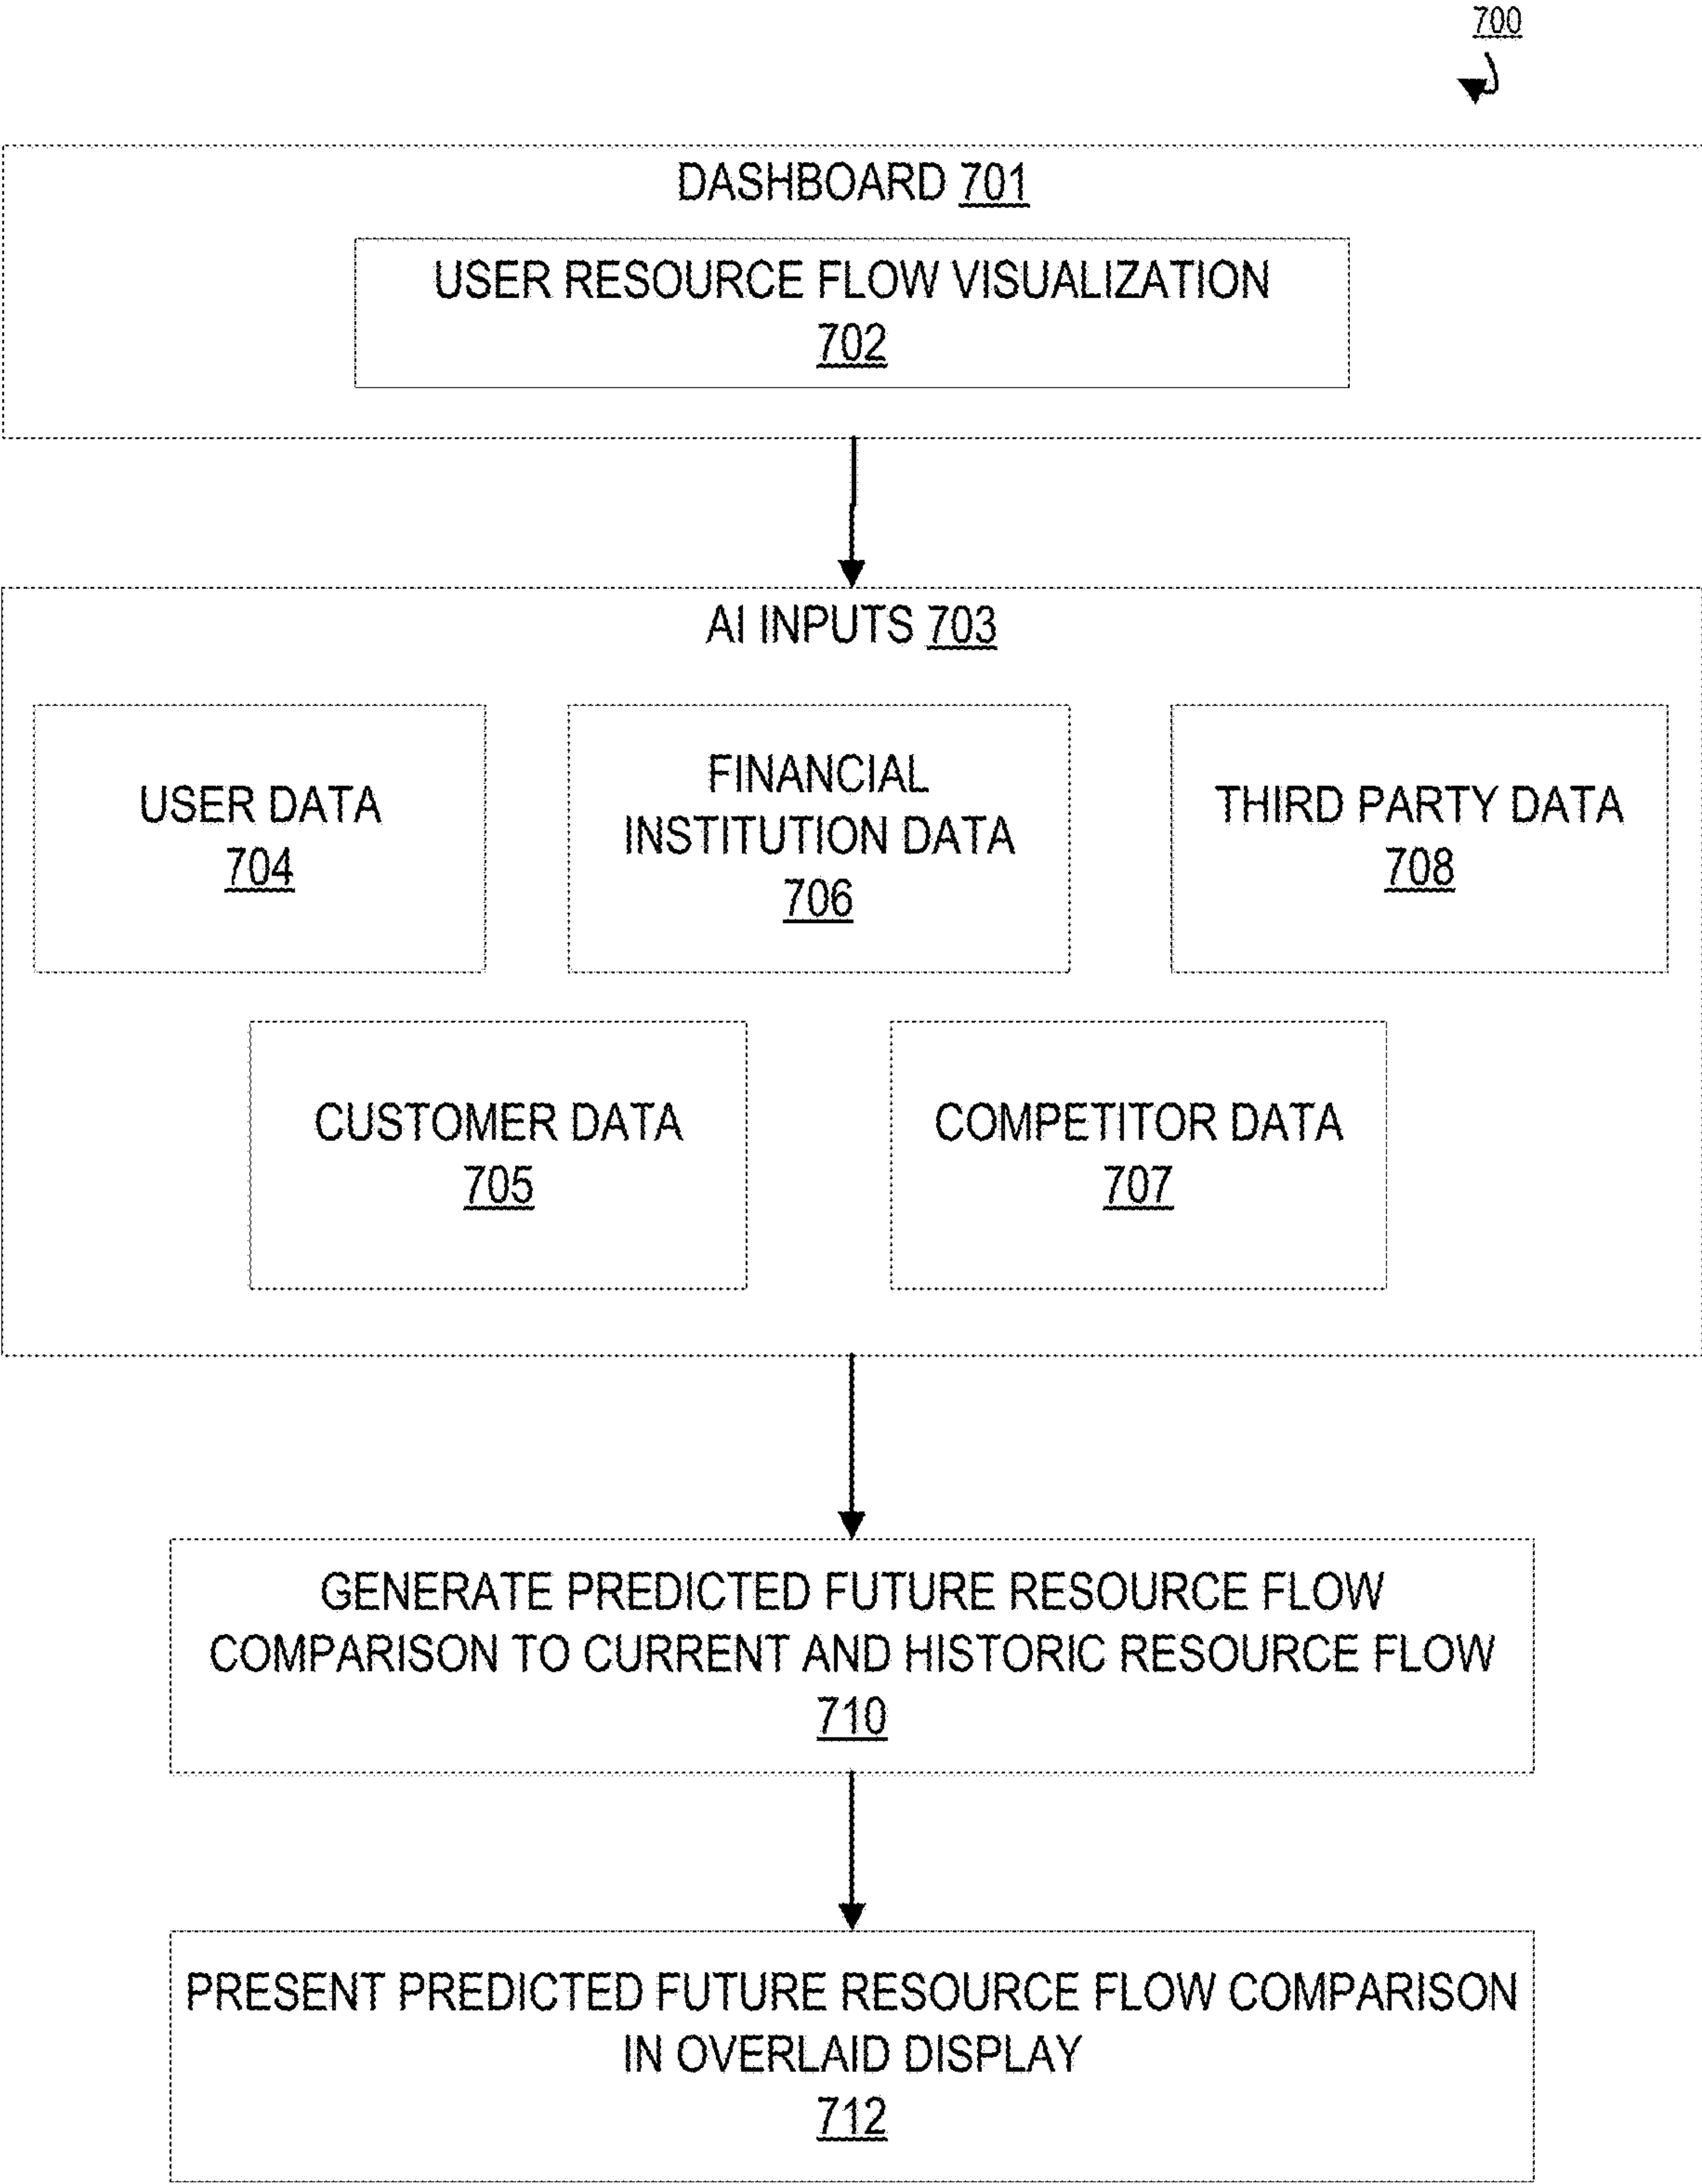 700
DASHBOARD 701
USER RESOURCE FLOW VISUALIZATION
702
AI INPUTS 703
USER DATA
704
FINANCIAL
INSTITUTION DATA
706
THIRD PARTY DATA
708
CUSTOMER DATA
705
COMPETITOR DATA
707
GENERATE PREDICTED FUTURE RESOURCE FLOW
COMPARISON TO CURRENT AND HISTORIC RESOURCE FLOW
710
PRESENT PREDICTED FUTURE RESOURCE FLOW COMPARISON
IN OVERLAID DISPLAY
712